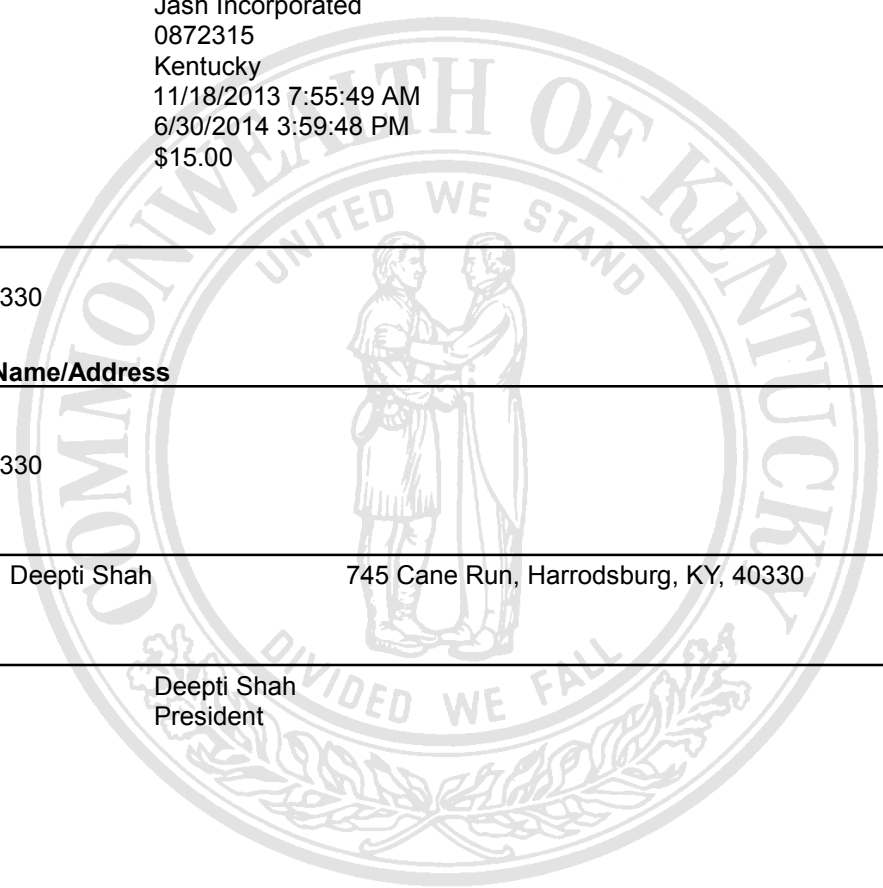 Jash Incorporated
0872315
Kentucky
11/18/2013 7:55:49 AM
6/30/2014 3:59:48 PM
$15.00
330
Name/Address
330
Deepti Shah 745 Cane Run, Harrodsburg, KY, 40330
Deepti Shah
President
COMMONWEALTH OF KENTUCKY
UNITED WE STAND
DIVIDED WE FALL